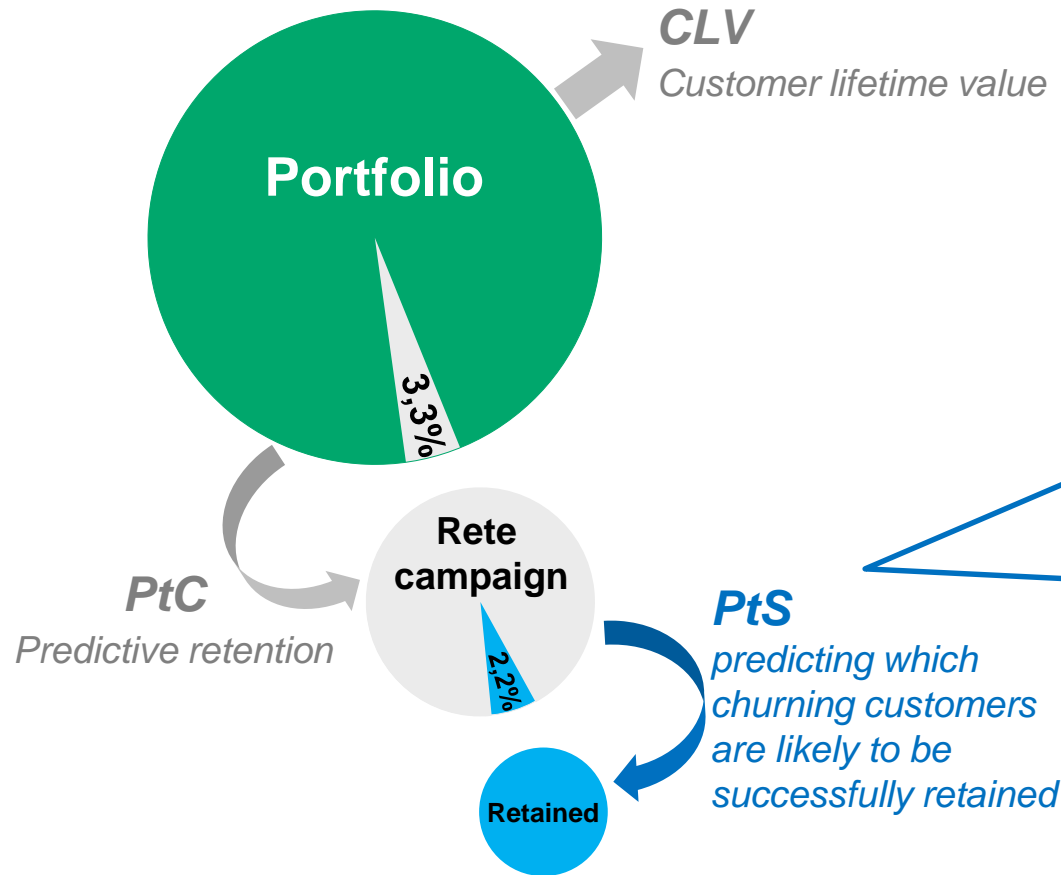 CLV
Customer lifetime value
Portfolio
3,3%
PtC
Predictive retention
Rete
campaign
2,2%
PtS
predicting which
churning customers
are likely to be
successfully retained
Retained